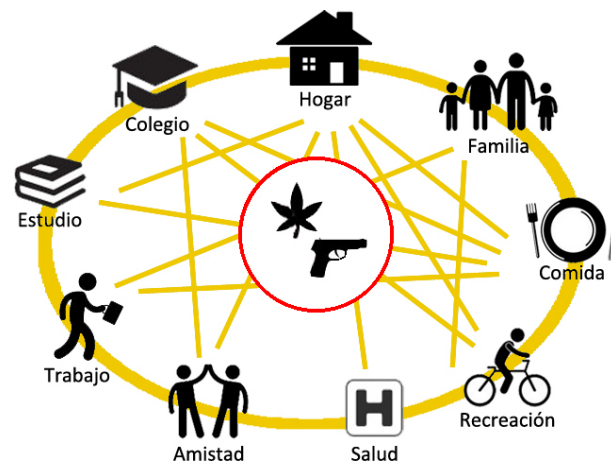 Hogar
Colegio
Familia
Estudio
Comida
Trabajo
Recreación
Amistad
H
Salud